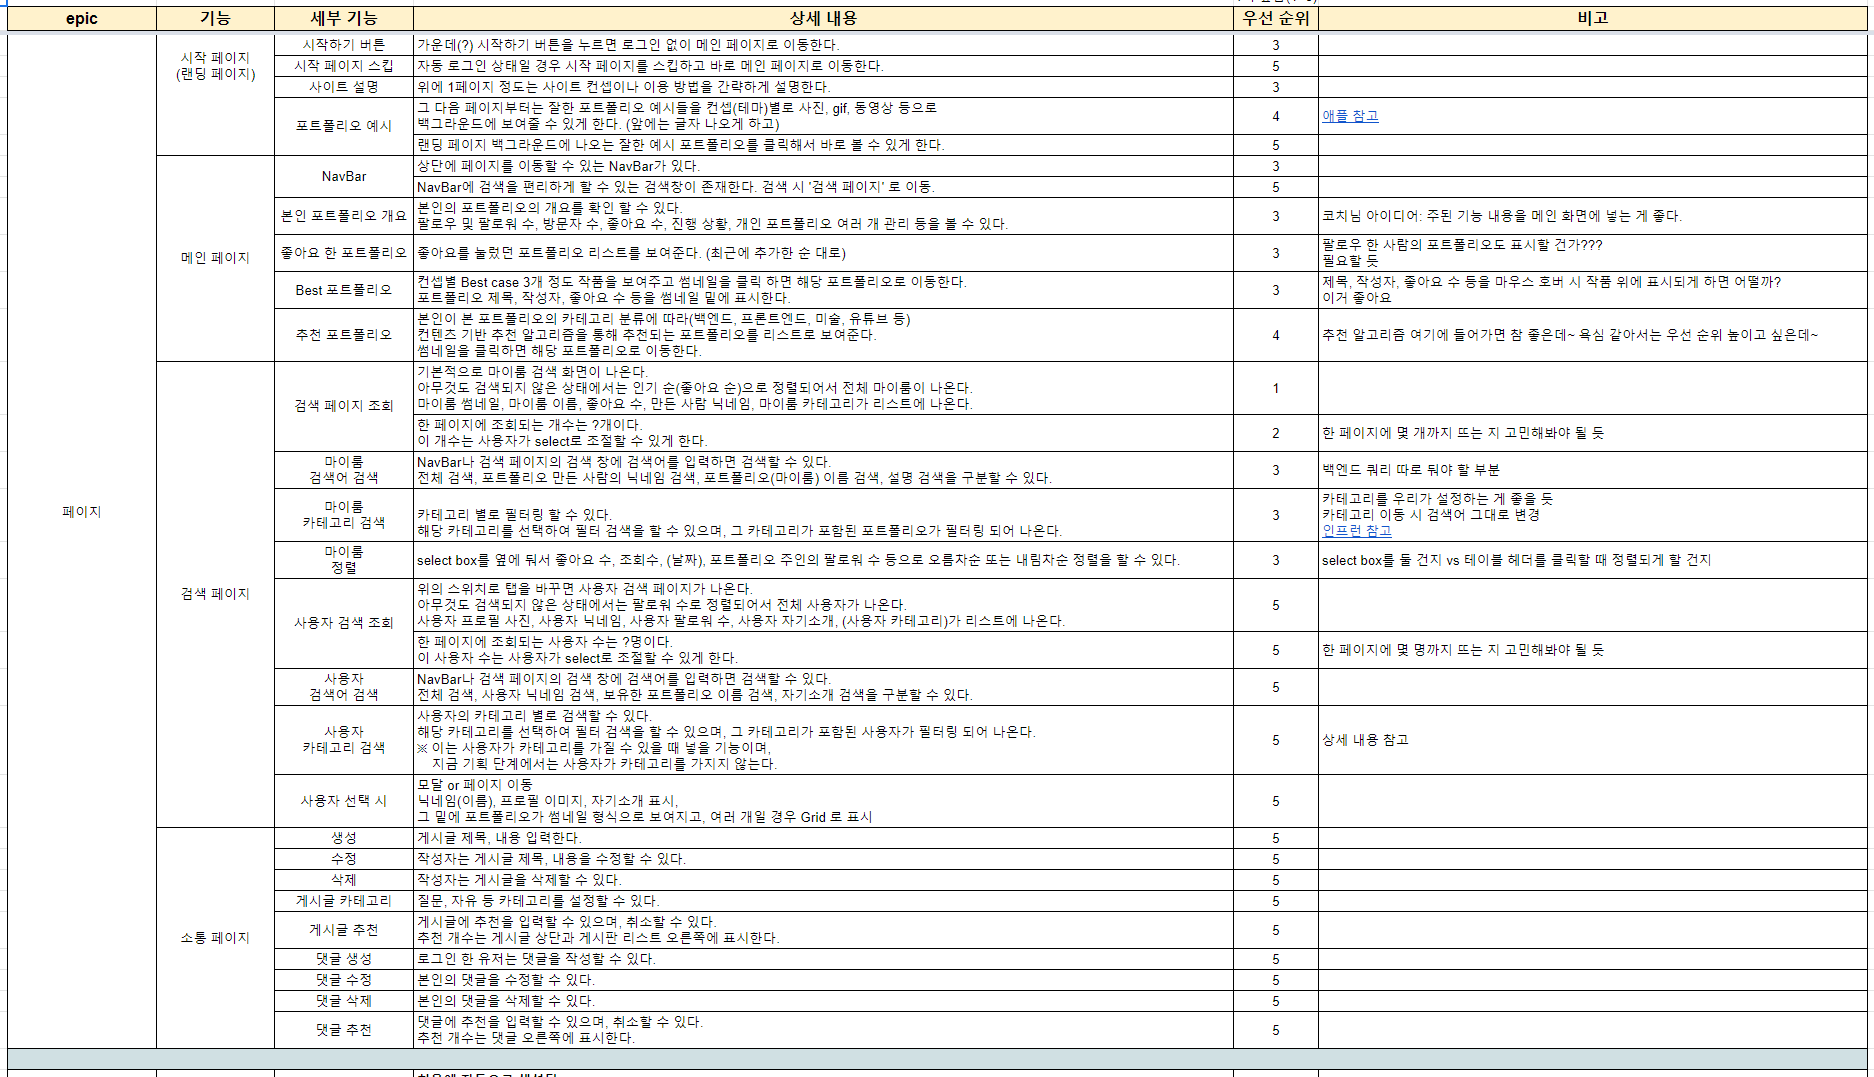 epic 기능 세부 기능 상세 내용 우선 순위 비고
페이지
시작 페이지
(랜딩 페이지)
시작하기 버튼 가운데(?) 시작하기 버튼을 누르면 로그인 없이 메인 페이지로 이동한다. 3
시작 페이지 스킵 자동 로그인 상태일 경우 시작 페이지를 스킵하고 바로 메인 페이지로 이동한다. 5
사이트 설명 위에 1페이지 정도는 사이트 컨셉이나 이용 방법을 간략하게 설명한다. 3
포트폴리오 예시
그 다음 페이지부터는 잘한 포트폴리오 예시들을 컨셉(테마)별로 사진, gif, 동영상 등으로
백그라운드에 보여줄 수 있게 한다. (앞에는 글자 나오게 하고)
4 애플 참고
랜딩 페이지 백그라운드에 나오는 잘한 예시 포트폴리오를 클릭해서 바로 볼 수 있게 한다. 5
메인 페이지
NavBar
상단에 페이지를 이동할 수 있는 NavBar가 있다. 3
NavBar에 검색을 편리하게 할 수 있는 검색창이 존재한다. 검색 시 '검색 페이지' 로 이동. 5
본인 포트폴리오 개요
본인의 포트폴리오의 개요를 확인 할 수 있다.
팔로우 및 팔로워 수, 방문자 수, 좋아요 수, 진행 상황, 개인 포트폴리오 여러 개 관리 등을 볼 수 있다.
3 코치님 아이디어: 주된 기능 내용을 메인 화면에 넣는 게 좋다.
좋아요 한 포트폴리오 좋아요를 눌렀던 포트폴리오 리스트를 보여준다. (최근에 추가한 순 대로) 3
팔로우 한 사람의 포트폴리오도 표시할 건가???
필요할 듯
Best 포트폴리오
컨셉별 Best case 3개 정도 작품을 보여주고 썸네일을 클릭 하면 해당 포트폴리오로 이동한다.
포트폴리오 제목, 작성자, 좋아요 수 등을 썸네일 밑에 표시한다.
3
제목, 작성자, 좋아요 수 등을 마우스 호버 시 작품 위에 표시되게 하면 어떨까?
이거 좋아요
추천 포트폴리오
본인이 본 포트폴리오의 카테고리 분류에 따라(백엔드, 프론트엔드, 미술, 유튜브 등)
컨텐츠 기반 추천 알고리즘을 통해 추천되는 포트폴리오를 리스트로 보여준다.
썸네일을 클릭하면 해당 포트폴리오로 이동한다.
4 추천 알고리즘 여기에 들어가면 참 좋은데~ 욕심 같아서는 우선 순위 높이고 싶은데~
검색 페이지
검색 페이지 조회
기본적으로 마이룸 검색 화면이 나온다.
아무것도 검색되지 않은 상태에서는 인기 순(좋아요 순)으로 정렬되어서 전체 마이룸이 나온다.
마이룸 썸네일, 마이룸 이름, 좋아요 수, 만든 사람 닉네임, 마이룸 카테고리가 리스트에 나온다.
1
한 페이지에 조회되는 개수는 ?개이다.
이 개수는 사용자가 select로 조절할 수 있게 한다.
2 한 페이지에 몇 개까지 뜨는 지 고민해봐야 될 듯
마이룸
검색어 검색
NavBar나 검색 페이지의 검색 창에 검색어를 입력하면 검색할 수 있다.
전체 검색, 포트폴리오 만든 사람의 닉네임 검색, 포트폴리오(마이룸) 이름 검색, 설명 검색을 구분할 수 있다.
3 백엔드 쿼리 따로 둬야 할 부분
마이룸
카테고리 검색
카테고리 별로 필터링 할 수 있다.
해당 카테고리를 선택하여 필터 검색을 할 수 있으며, 그 카테고리가 포함된 포트폴리오가 필터링 되어 나온다.
3
카테고리를 우리가 설정하는 게 좋을 듯
카테고리 이동 시 검색어 그대로 변경
인프런 참고
마이룸
정렬
select box를 옆에 둬서 좋아요 수, 조회수, (날짜), 포트폴리오 주인의 팔로워 수 등으로 오름차순 또는 내림차순 정렬을 할 수 있다. 3 select box를 둘 건지 vs 테이블 헤더를 클릭할 때 정렬되게 할 건지
사용자 검색 조회
위의 스위치로 탭을 바꾸면 사용자 검색 페이지가 나온다.
아무것도 검색되지 않은 상태에서는 팔로워 수로 정렬되어서 전체 사용자가 나온다.
사용자 프로필 사진, 사용자 닉네임, 사용자 팔로워 수, 사용자 자기소개, (사용자 카테고리)가 리스트에 나온다.
5
한 페이지에 조회되는 사용자 수는 ?명이다.
이 사용자 수는 사용자가 select로 조절할 수 있게 한다.
5 한 페이지에 몇 명까지 뜨는 지 고민해봐야 될 듯
사용자
검색어 검색
NavBar나 검색 페이지의 검색 창에 검색어를 입력하면 검색할 수 있다.
전체 검색, 사용자 닉네임 검색, 보유한 포트폴리오 이름 검색, 자기소개 검색을 구분할 수 있다.
5
사용자
카테고리 검색
사용자의 카테고리 별로 검색할 수 있다.
해당 카테고리를 선택하여 필터 검색을 할 수 있으며, 그 카테고리가 포함된 사용자가 필터링 되어 나온다.
※ 이는 사용자가 카테고리를 가질 수 있을 때 넣을 기능이며,
지금 기획 단계에서는 사용자가 카테고리를 가지지 않는다.
5 상세 내용 참고
사용자 선택 시
모달 or 페이지 이동
닉네임(이름), 프로필 이미지, 자기소개 표시,
그 밑에 포트폴리오가 썸네일 형식으로 보여지고, 여러 개일 경우 Grid 로 표시
5
소통 페이지
생성 게시글 제목, 내용 입력한다. 5
수정 작성자는 게시글 제목, 내용을 수정할 수 있다. 5
삭제 작성자는 게시글을 삭제할 수 있다. 5
게시글 카테고리 질문, 자유 등 카테고리를 설정할 수 있다. 5
게시글 추천
게시글에 추천을 입력할 수 있으며, 취소할 수 있다.
추천 개수는 게시글 상단과 게시판 리스트 오른쪽에 표시한다.
5
댓글 생성 로그인 한 유저는 댓글을 작성할 수 있다. 5
댓글 수정 본인의 댓글을 수정할 수 있다. 5
댓글 삭제 본인의 댓글을 삭제할 수 있다. 5
댓글 추천
댓글에 추천을 입력할 수 있으며, 취소할 수 있다.
추천 개수는 댓글 오른쪽에 표시한다.
5